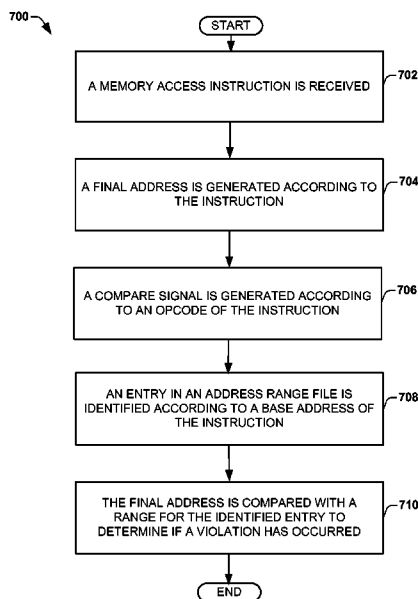 700
START
A MEMORY ACCESS INSTRUCTION IS RECEIVED
702
A FINAL ADDRESS IS GENERATED ACCORDING TO
THE INSTRUCTION
704
A COMPARE SIGNAL IS GENERATED ACCORDING
TO AN OPCODE OF THE INSTRUCTION
706
AN ENTRY IN AN ADDRESS RANGE FILE IS
IDENTIFIED ACCORDING TO A BASE ADDRESS OF
THE INSTRUCTION
708
THE FINAL ADDRESS IS COMPARED WITH A
RANGE FOR THE IDENTIFIED ENTRY TO
DETERMINE IF A VIOLATION HAS OCCURRED
710
END